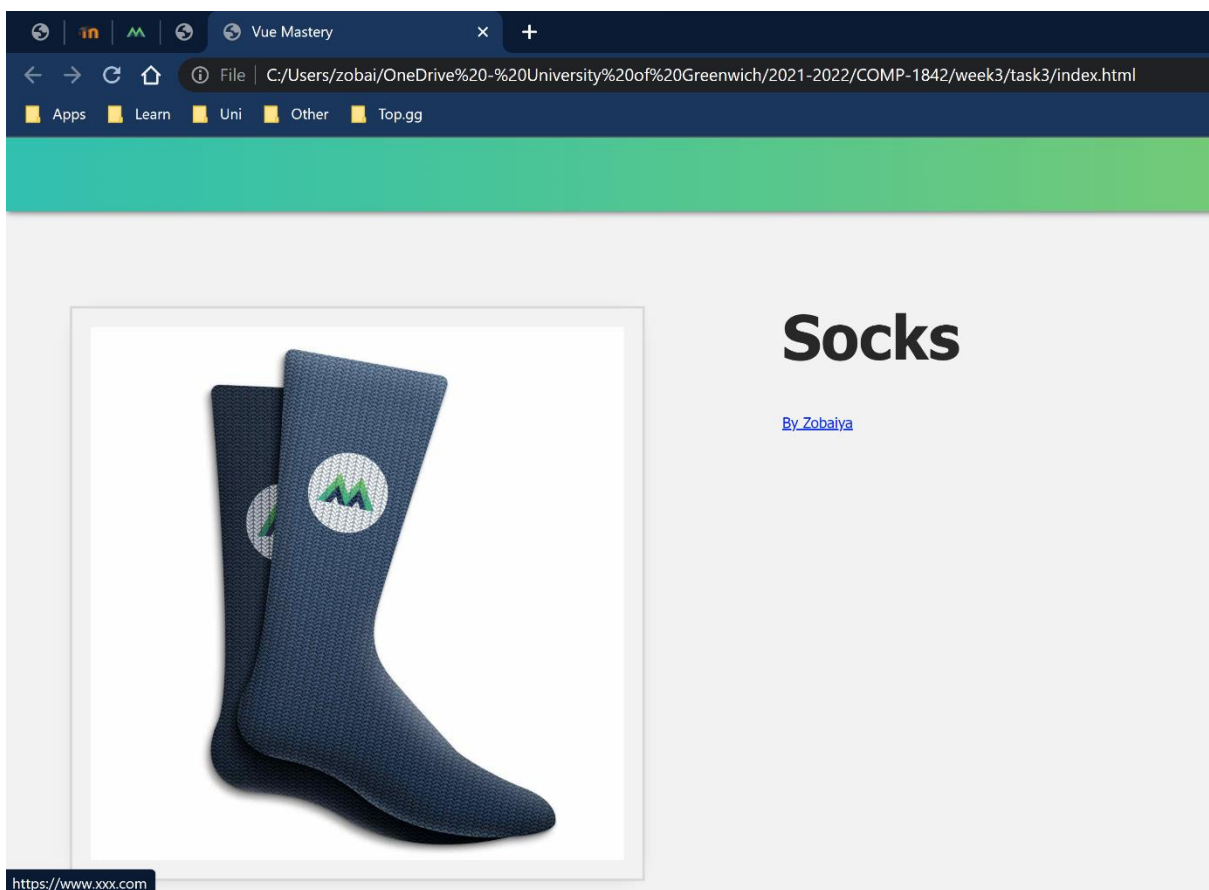 Vue Mastery
File C:/Users/zobai/OneDrive%20-%20University%20of%20Greenwich/2021-2022/COMP-1842/week3/task3/index.html
Apps Learn Uni Other Top.gg
Socks
By Zobaiya
https://www.xxx.com